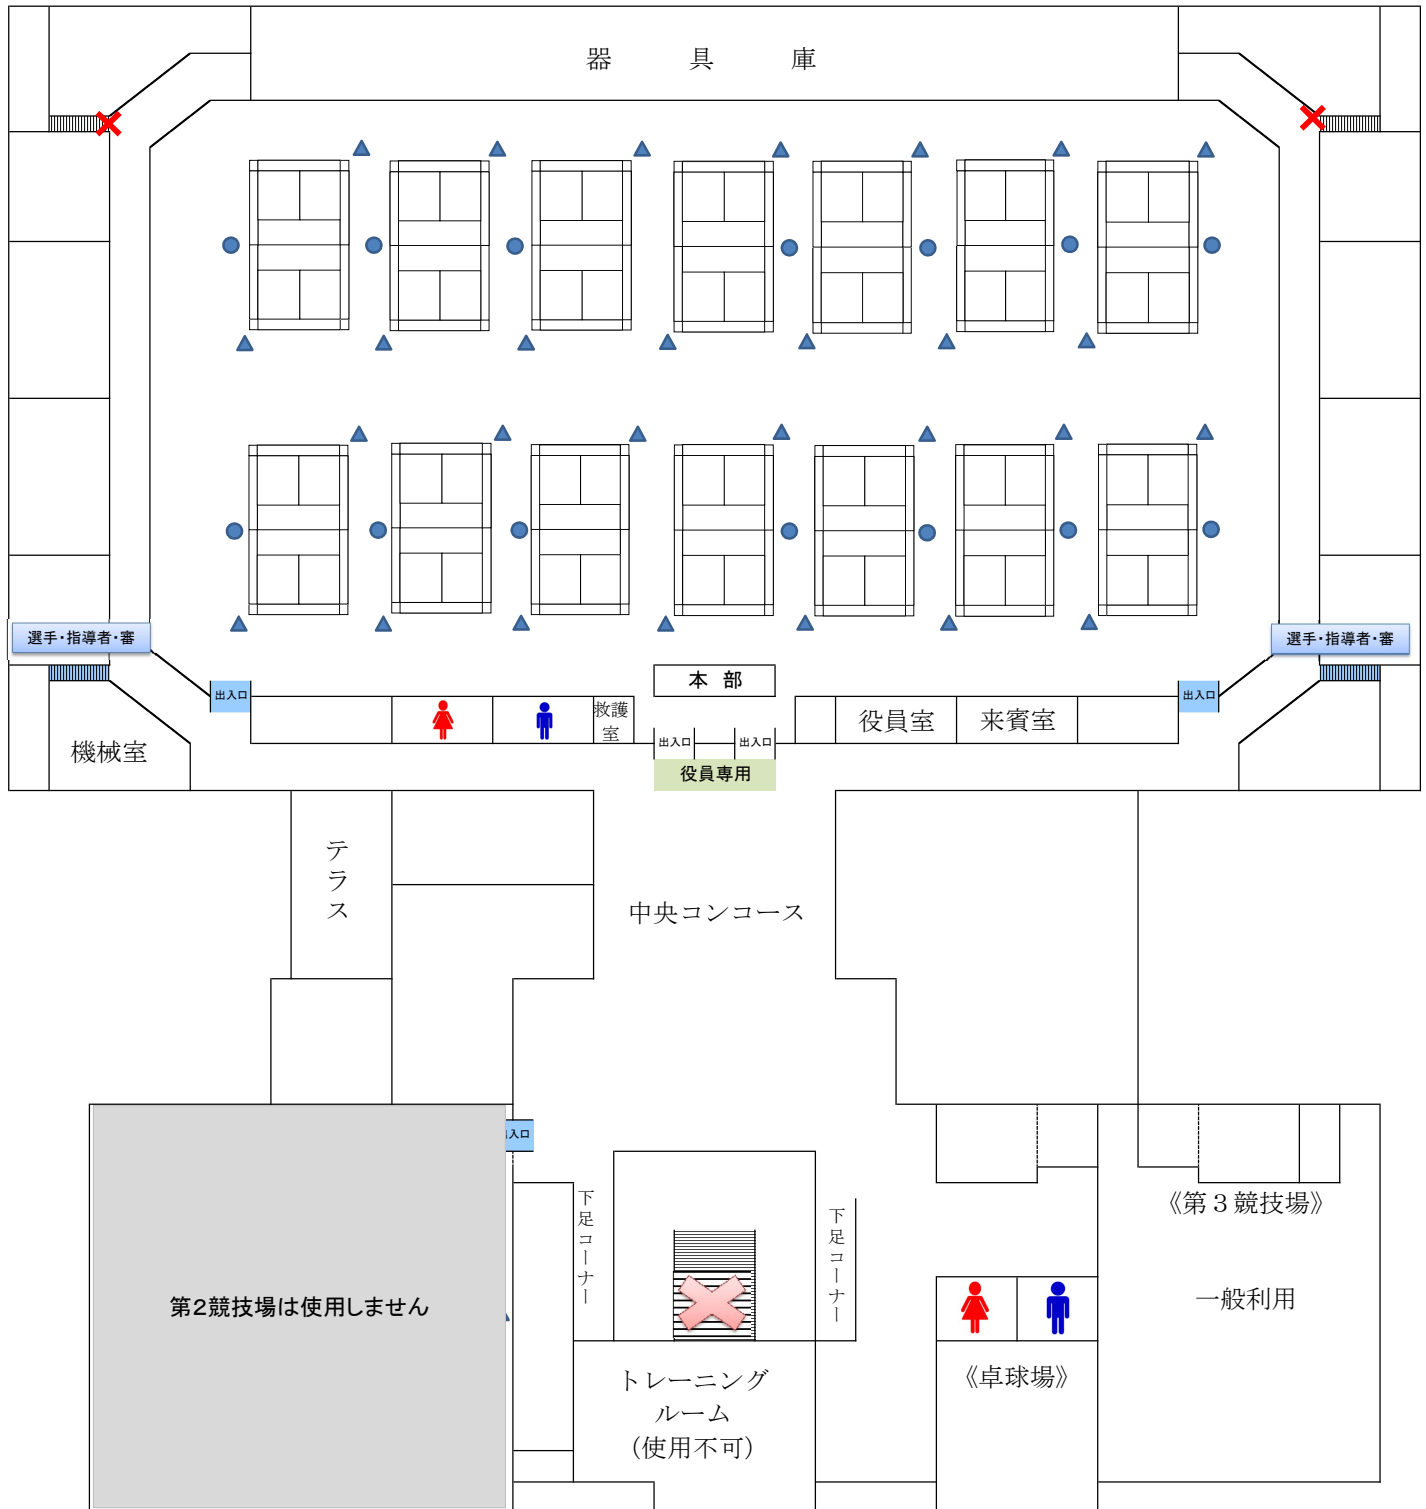 器 具 庫
選手・指導者・審
選手・指導者・審
出入口
救護
室
本 部
役員室
来賓室
出入口
機械室
出入口
出入口
役員専用
テラス
中央コンコース
入口
下足コーナー
下足コーナー
《第3競技場》
第2競技場は使用しません
一般利用
トレーニング
ルーム
(使用不可)
《卓球場》